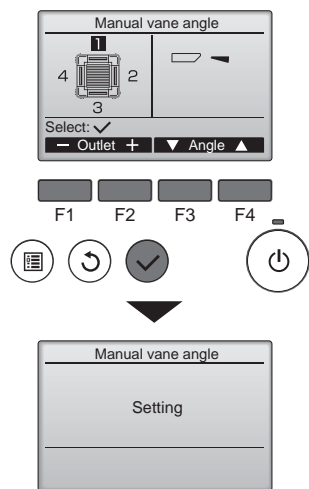 Manual vane angle
1
4 2
3
Select: ✓
− Outlet + ▼ Angle ▲
F1 F2 F3 F4
Manual vane angle
Setting